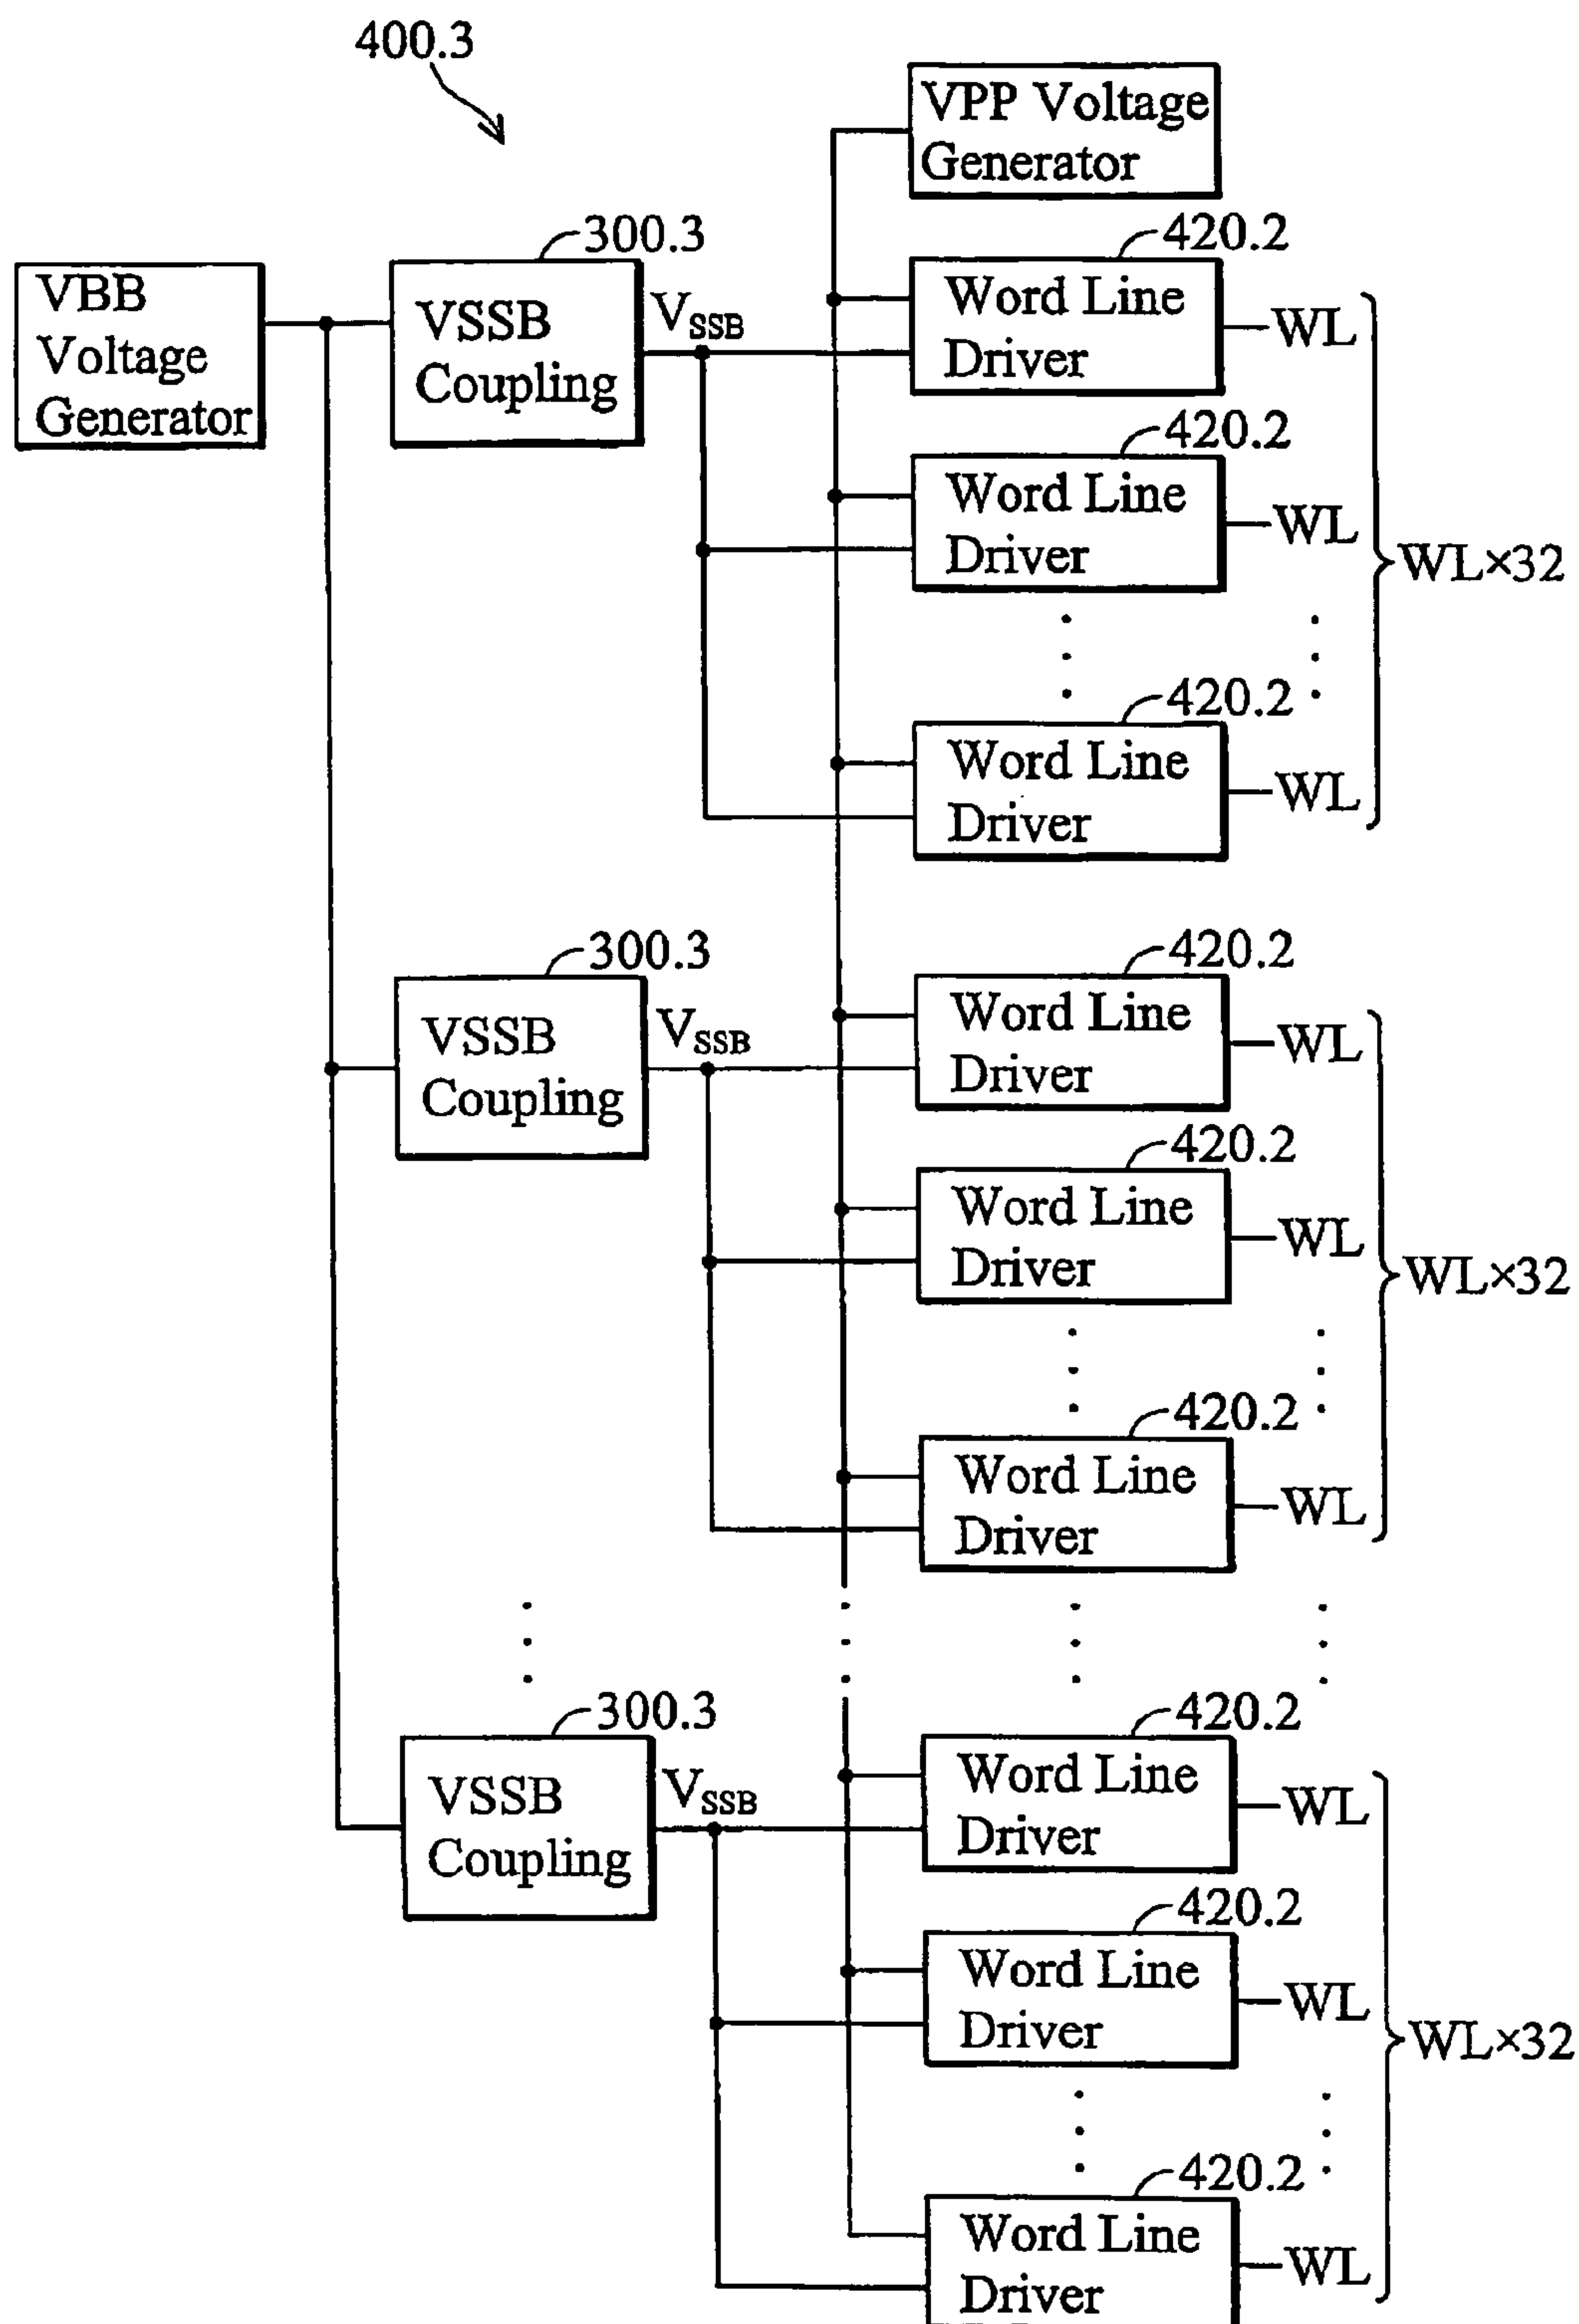 400.3
VPP Voltage
Generator
300.3
420.2
VBB
Voltage
Generator
VSSB
Coupling
VSSB
Word Line
Driver
WL
420.2
Word Line
Driver
WL
WL×32
420.2
Word Line
Driver
WL
300.3
420.2
VSSB
Coupling
VSSB
Word Line
Driver
WL
420.2
Word Line
Driver
WL
WL×32
420.2
Word Line
Driver
WL
300.3
420.2
VSSB
Coupling
VSSB
Word Line
Driver
WL
420.2
Word Line
Driver
WL
WL×32
420.2
Word Line
Driver
WL